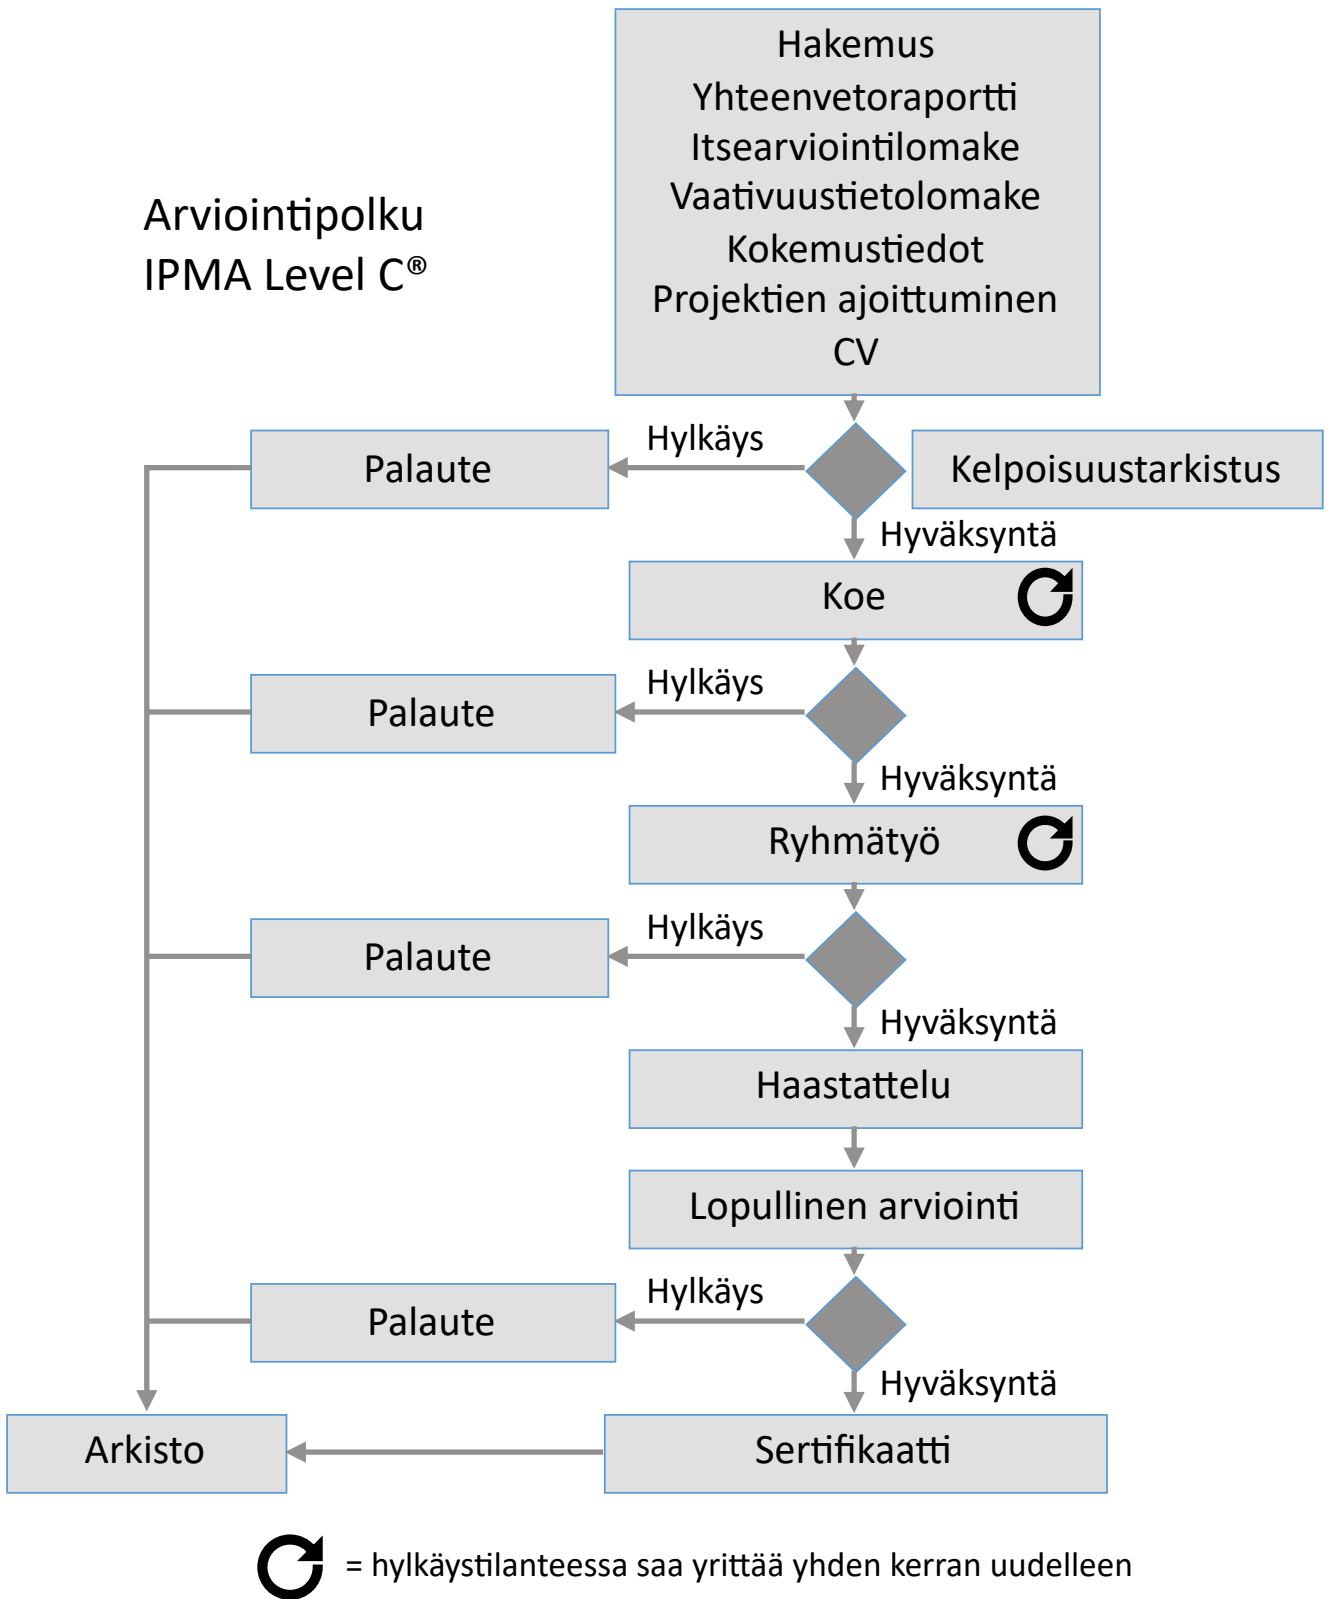 Hakemus
Yhteenvetoraportti
Itsearviointilomake
Vaativuustietolomake
Kokemustiedot
Projektien ajoittuminen
CV
Arviointipolku
IPMA Level C®
Hylkäys
Palaute
Kelpoisuustarkistus
Hyväksyntä
Koe
Hylkäys
Palaute
Hyväksyntä
Ryhmätyö
Hylkäys
Palaute
Hyväksyntä
Haastattelu
Lopullinen arviointi
Hylkäys
Palaute
Hyväksyntä
Arkisto
Sertifikaatti
= hylkäystilanteessa saa yrittää yhden kerran uudelleen